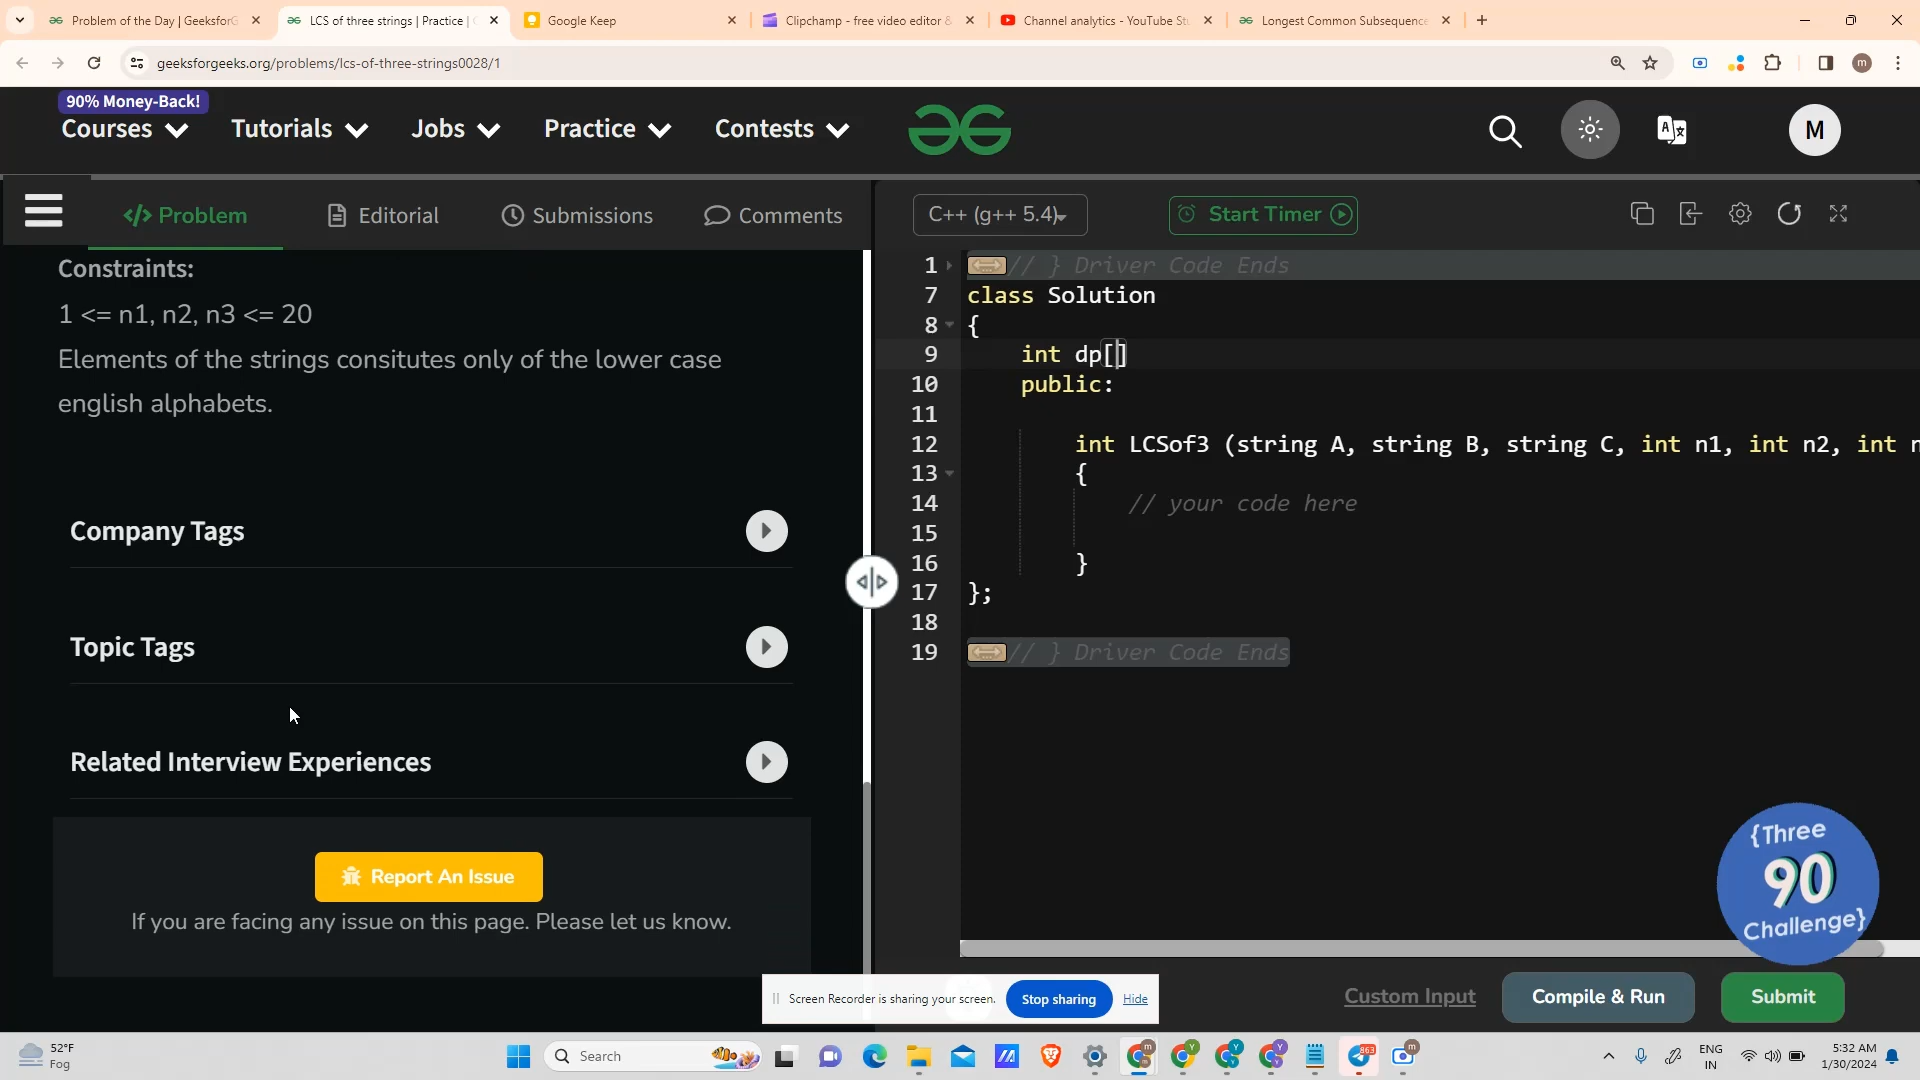 Problem of the Day | GeeksforG
LCS of three strings | Practice |
Google Keep
Clipchamp - free video editor &
Channel analytics - YouTube St
Longest Common Subsequence
geeksforgeeks.org/problems/lcs-of-three-strings0028/1
m
90% Money-Back!
Courses
Tutorials
Jobs
Practice
Contests
M
</> Problem
Editorial
Submissions
Comments
C++ (g++ 5.4)
Start Timer
Constraints:
1 <= n1, n2, n3 <= 20
Elements of the strings consitutes only of the lower case
english alphabets.
Company Tags
Topic Tags
Related Interview Experiences
Report An Issue
If you are facing any issue on this page. Please let us know.
1 // } Driver Code Ends
7 class Solution
8 {
9 int dp[]
10 public:
11
12 int LCSof3 (string A, string B, string C, int n1, int n2, int n
13 {
14 // your code here
15
16 }
17 };
18
19 // } Driver Code Ends
{Three
90
Challenge}
Screen Recorder is sharing your screen.
Stop sharing
Hide
Custom Input
Compile & Run
Submit
52°F
Fog
Search
863
ENG
IN
5:32 AM
1/30/2024